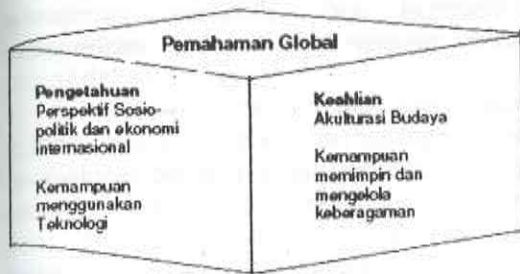 Pemahaman Global
Pengetahuan
Perspektif Sosio-
politik dan ekonomi
internasional
Kemampuan
menggunakan
Teknologi
Keahlian
Akulturasi Budaya
Kemampuan
memimpin dan
mengelola
keberagaman